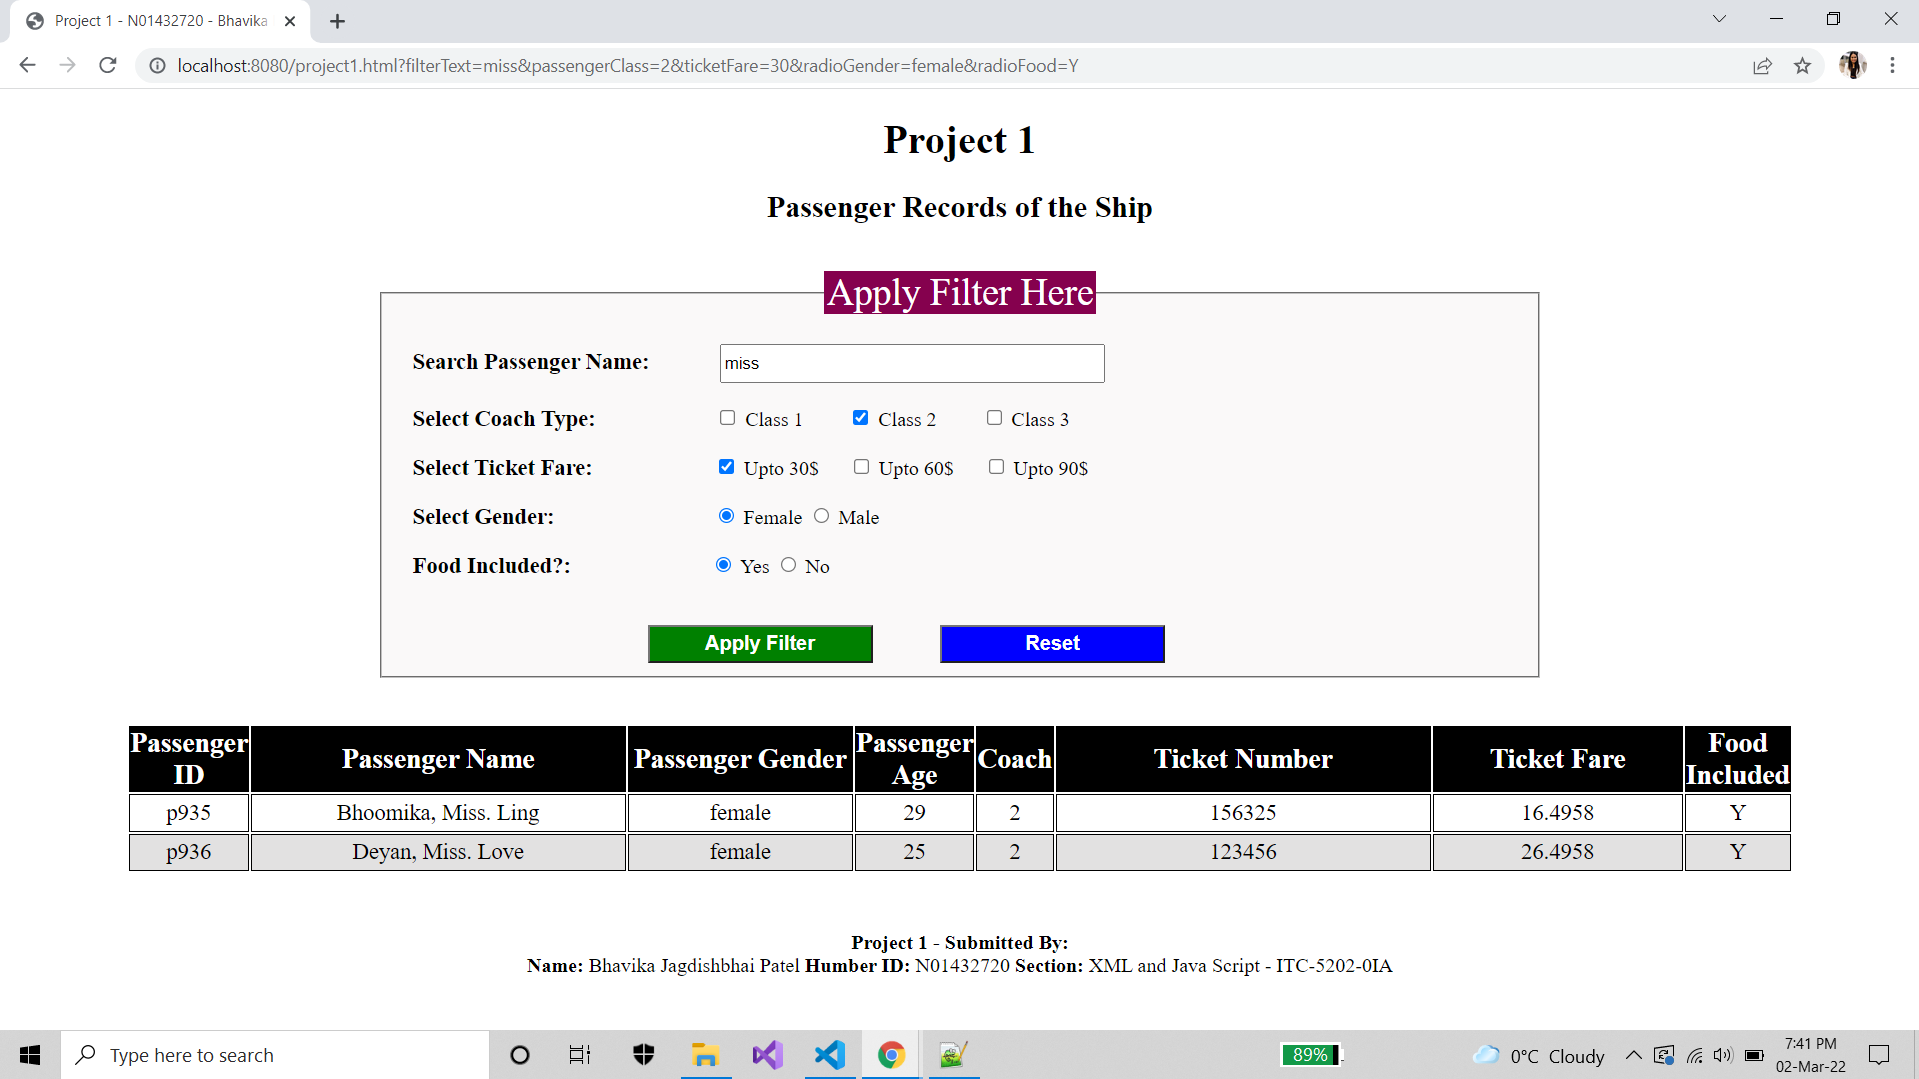 Project 1 - N01432720 - Bhavika
localhost:8080/project1.html?filterText=miss&passengerClass=2&ticketFare=30&radioGender=female&radioFood=Y
Project 1
Passenger Records of the Ship
Apply Filter Here
Search Passenger Name: miss
Select Coach Type: Class 1 Class 2 Class 3
Select Ticket Fare: Upto 30$ Upto 60$ Upto 90$
Select Gender: Female Male
Food Included?: Yes No
Apply Filter Reset
Passenger ID Passenger Name Passenger Gender Passenger Age Coach Ticket Number Ticket Fare Food Included
p935 Bhoomika, Miss. Ling female 29 2 156325 16.4958 Y
p936 Deyan, Miss. Love female 25 2 123456 26.4958 Y
Project 1 - Submitted By:
Name: Bhavika Jagdishbhai Patel Humber ID: N01432720 Section: XML and Java Script - ITC-5202-0IA
Type here to search 89% 0°C Cloudy 7:41 PM
02-Mar-22